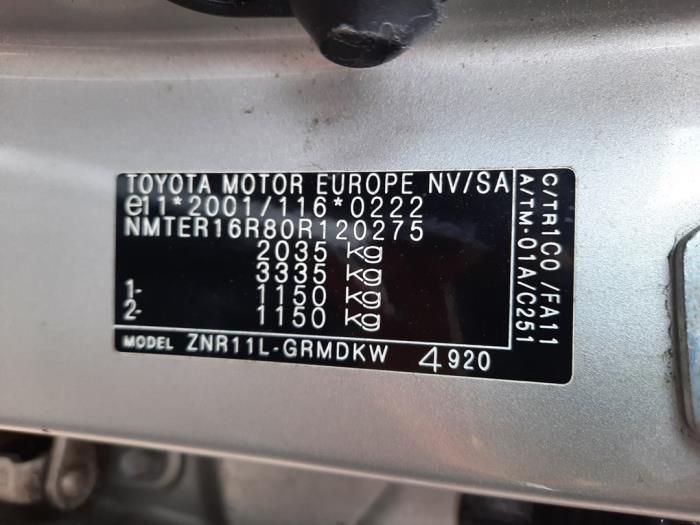 TOYOTA MOTOR EUROPE NV/SA
e11*2001/116*0222
NMTER16R80R120275
2035 kg
3335 kg
1- 1150 kg
2- 1150 kg
MODEL ZNR11L-GRMDKW 4920
C/TR1C0 /FA11
A/TM-01A/C251